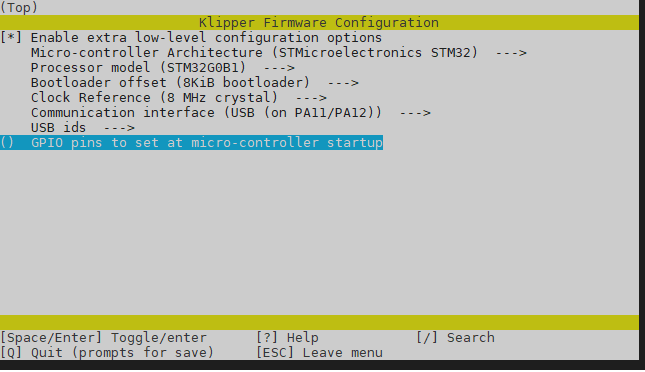 (Top)
Klipper Firmware Configuration
[*] Enable extra low-level configuration options
Micro-controller Architecture (STMicroelectronics STM32)  --->
Processor model (STM32G0B1)  --->
Bootloader offset (8KiB bootloader)  --->
Clock Reference (8 MHz crystal)  --->
Communication interface (USB (on PA11/PA12))  --->
USB ids  --->
()  GPIO pins to set at micro-controller startup
[Space/Enter] Toggle/enter      [?] Help      [/] Search
[Q] Quit (prompts for save)     [ESC] Leave menu